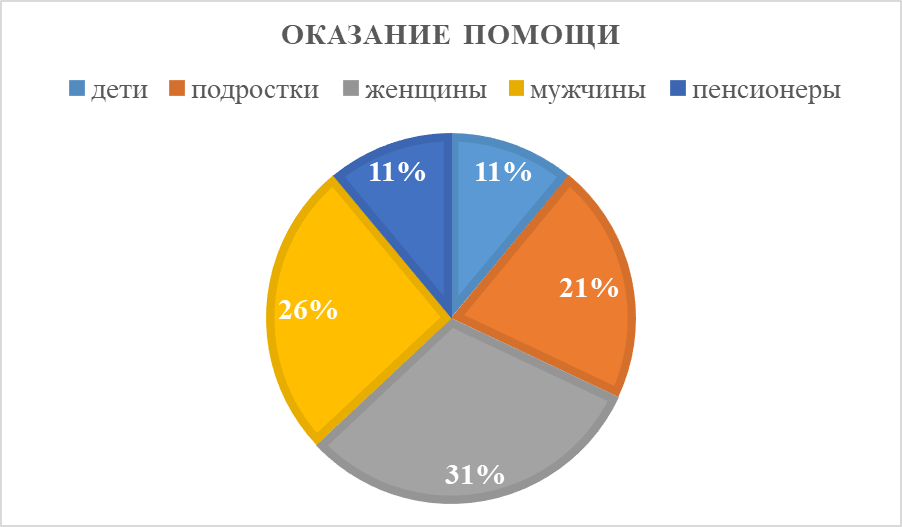 ОКАЗАНИЕ ПОМОЩИ
дети подростки женщины мужчины пенсионеры
11% 11%
21%
26%
31%